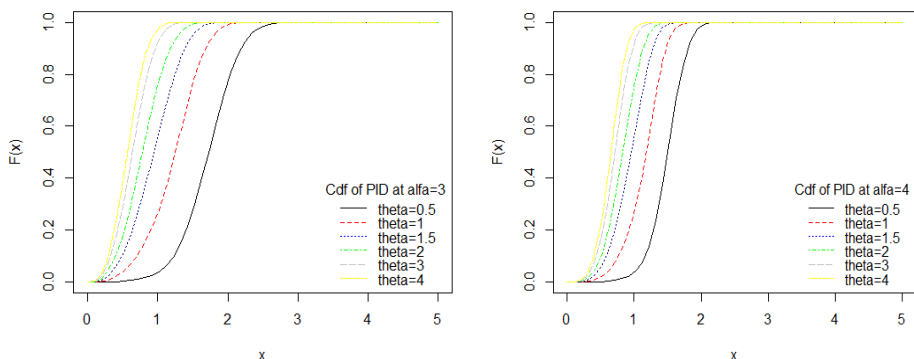 1.0
0.8
0.6
0.4
0.2
0.0
F(x)
Cdf of PID at alfa=3
theta=0.5
theta=1
theta=1.5
theta=2
theta=3
theta=4
0 1 2 3 4 5
x
1.0
0.8
0.6
0.4
0.2
0.0
F(x)
Cdf of PID at alfa=4
theta=0.5
theta=1
theta=1.5
theta=2
theta=3
theta=4
0 1 2 3 4 5
x